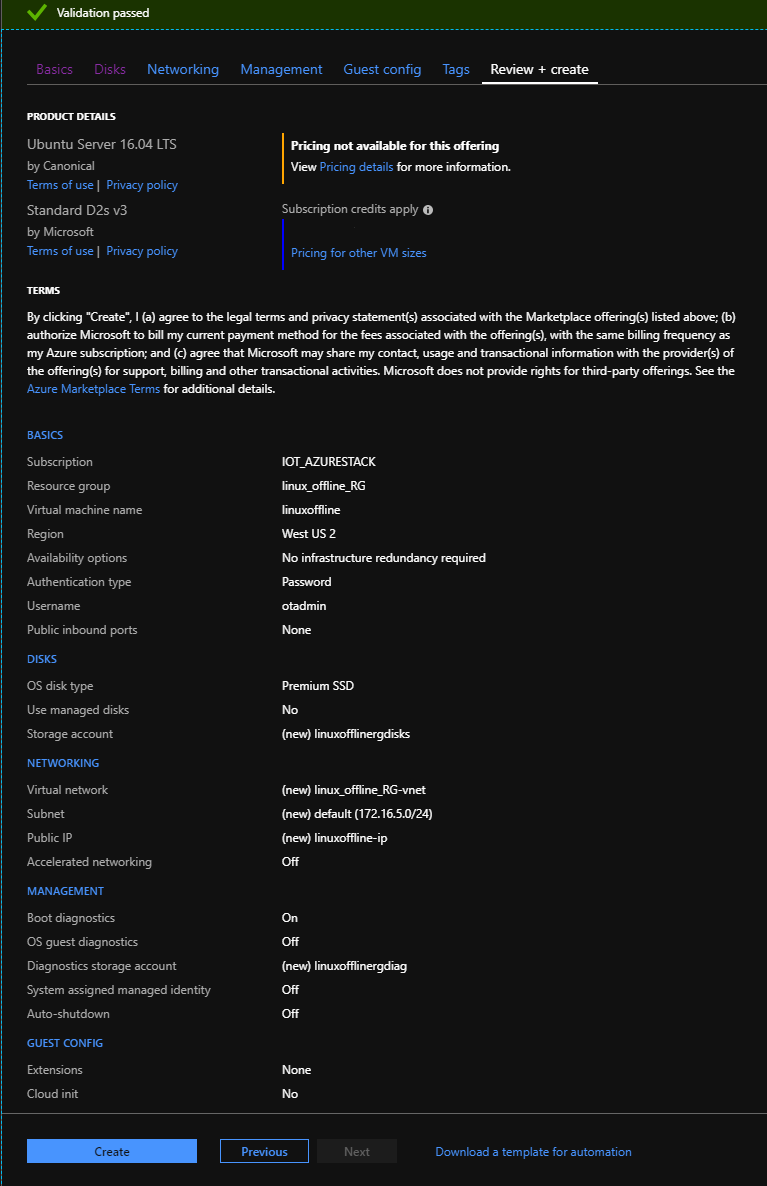 Validation passed
Basics Disks Networking Management Guest config Tags Review + create
PRODUCT DETAILS
Ubuntu Server 16.04 LTS
by Canonical
Terms of use | Privacy policy
Pricing not available for this offering
View Pricing details for more information.
Standard D2s v3
by Microsoft
Terms of use | Privacy policy
Subscription credits apply
Pricing for other VM sizes
TERMS
By clicking "Create", I (a) agree to the legal terms and privacy statement(s) associated with the Marketplace offering(s) listed above; (b)
authorize Microsoft to bill my current payment method for the fees associated with the offering(s), with the same billing frequency as
my Azure subscription; and (c) agree that Microsoft may share my contact, usage and transactional information with the provider(s) of
the offering(s) for support, billing and other transactional activities. Microsoft does not provide rights for third-party offerings. See the
Azure Marketplace Terms for additional details.
BASICS
Subscription IOT_AZURESTACK
Resource group linux_offline_RG
Virtual machine name linuxoffline
Region West US 2
Availability options No infrastructure redundancy required
Authentication type Password
Username otadmin
Public inbound ports None
DISKS
OS disk type Premium SSD
Use managed disks No
Storage account (new) linuxofflinergdisks
NETWORKING
Virtual network (new) linux_offline_RG-vnet
Subnet (new) default (172.16.5.0/24)
Public IP (new) linuxoffline-ip
Accelerated networking Off
MANAGEMENT
Boot diagnostics On
OS guest diagnostics Off
Diagnostics storage account (new) linuxofflinergdiag
System assigned managed identity Off
Auto-shutdown Off
GUEST CONFIG
Extensions None
Cloud init No
Create Previous Next Download a template for automation